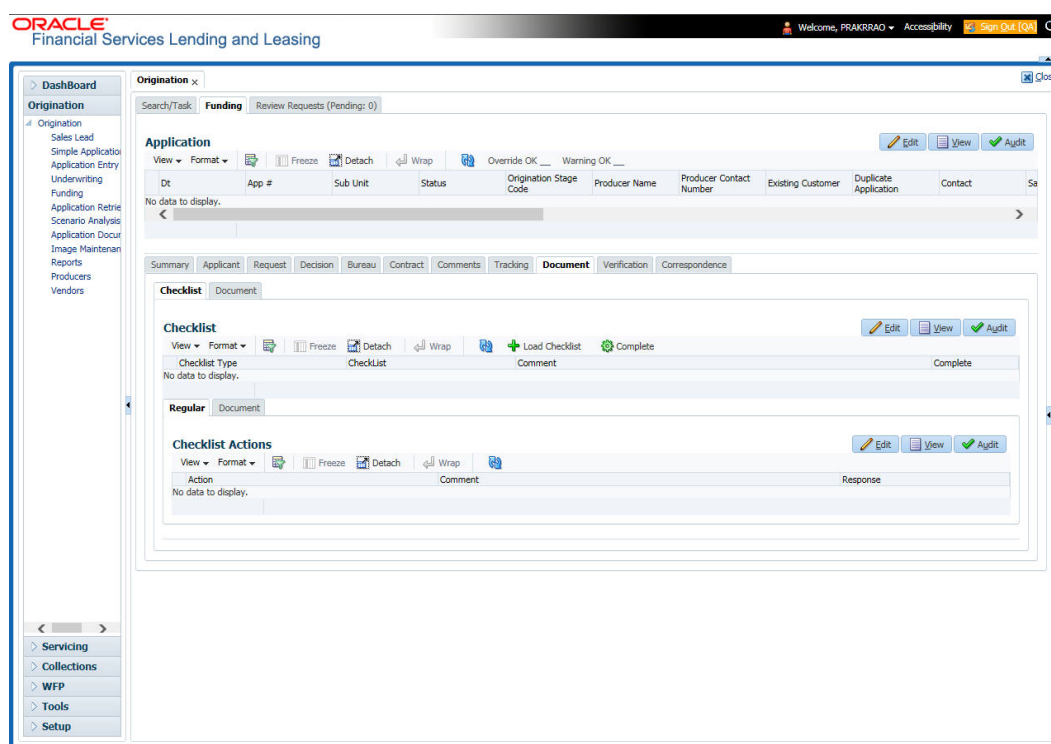 ORACLE
Financial Services Lending and Leasing
Welcome, PRAKRRAO Accessibility Sign Out [QA]
DashBoard
Origination
Origination
Sales Lead
Simple Applicatio
Application Entry
Underwriting
Funding
Application Retrie
Scenario Analysis
Application Docur
Image Maintenan
Reports
Producers
Vendors
Servicing
Collections
WFP
Tools
Setup
Origination x Clos
Search/Task Funding Review Requests (Pending: 0)
Application Edit View Audit
View Format Freeze Detach Wrap Override OK __ Warning OK __
Dt App # Sub Unit Status Origination Stage Code Producer Name Producer Contact Number Existing Customer Duplicate Application Contact Sa
No data to display.
Summary Applicant Request Decision Bureau Contract Comments Tracking Document Verification Correspondence
Checklist Document
Checklist Edit View Audit
View Format Freeze Detach Wrap Load Checklist Complete
Checklist Type CheckList Comment Complete
No data to display.
Regular Document
Checklist Actions Edit View Audit
View Format Freeze Detach Wrap
Action Comment Response
No data to display.